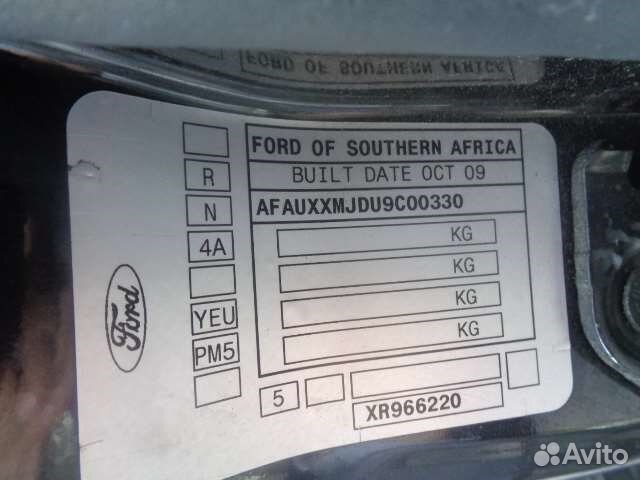 FORD OF SOUTHERN AFRICA
FORD OF SOUTHERN AFRICA
R
BUILT DATE OCT 09
N
AFAUXXMJDU9C00330
4A
KG
KG
YEU
KG
PM5
KG
Ford
5
XR966220
Avito